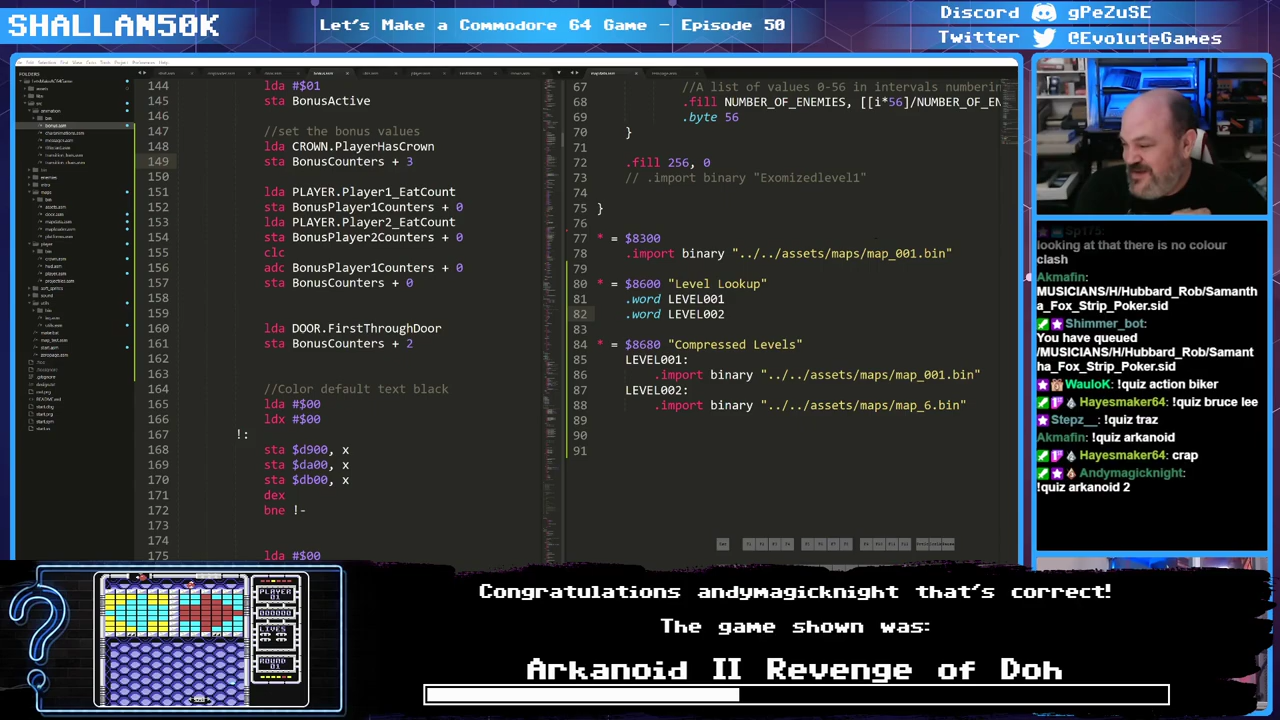 SHALLAN50K
Let's Make a Commodore 64 Game - Episode 50
Discord gPeZuSE
Twitter @EvoluteGames
FOLDERS
144 lda #$01
145 sta BonusActive
146
147 //set the bonus values
148 lda CROWN.PlayerHasCrown
149 sta BonusCounters + 3
150
151 lda PLAYER.Player1_EatCount
152 sta BonusPlayer1Counters + 0
153 lda PLAYER.Player2_EatCount
154 sta BonusPlayer2Counters + 0
155 clc
156 adc BonusPlayer1Counters + 0
157 sta BonusCounters + 0
158
159
160 lda DOOR.FirstThroughDoor
161 sta BonusCounters + 2
162
163
164 //Color default text black
165 lda #$00
166 ldx #$00
167 !:
168 sta $d900, x
169 sta $da00, x
170 sta $db00, x
171 dex
172 bne !-
173
174
175 lda #$00
67 //A list of values 0-56 in intervals numberin
68 .fill NUMBER_OF_ENEMIES, [[i*56]/NUMBER_OF_EN
69 .byte 56
70 }
71
72 .fill 256, 0
73 // .import binary "Exomizedlevel1"
74
75 }
76
77 * = $8300
78 .import binary "../../assets/maps/map_001.bin"
79
80 * = $8600 "Level Lookup"
81 .word LEVEL001
82 .word LEVEL002
83
84 * = $8680 "Compressed Levels"
85 LEVEL001:
86 .import binary "../../assets/maps/map_001.bin"
87 LEVEL002:
88 .import binary "../../assets/maps/map_6.bin"
89
90
91
Sp175:
looking at that there is no colour
clash
Akmafin:
MUSICIANS/H/Hubbard_Rob/Samanth
a_Fox_Strip_Poker.sid
Shimmer_bot:
You have queued
/MUSICIANS/H/Hubbard_Rob/Samant
ha_Fox_Strip_Poker.sid
WauloK: !quiz action biker
Hayesmaker64: !quiz bruce lee
Stepz__: !quiz traz
Akmafin: !quiz arkanoid
Hayesmaker64: crap
Andymagicknight:
!quiz arkanoid 2
PLAYER
01
000000
LIVES
ROUND
01
Congratulations andymagicknight that's correct!
The game shown was:
Arkanoid II Revenge of Doh